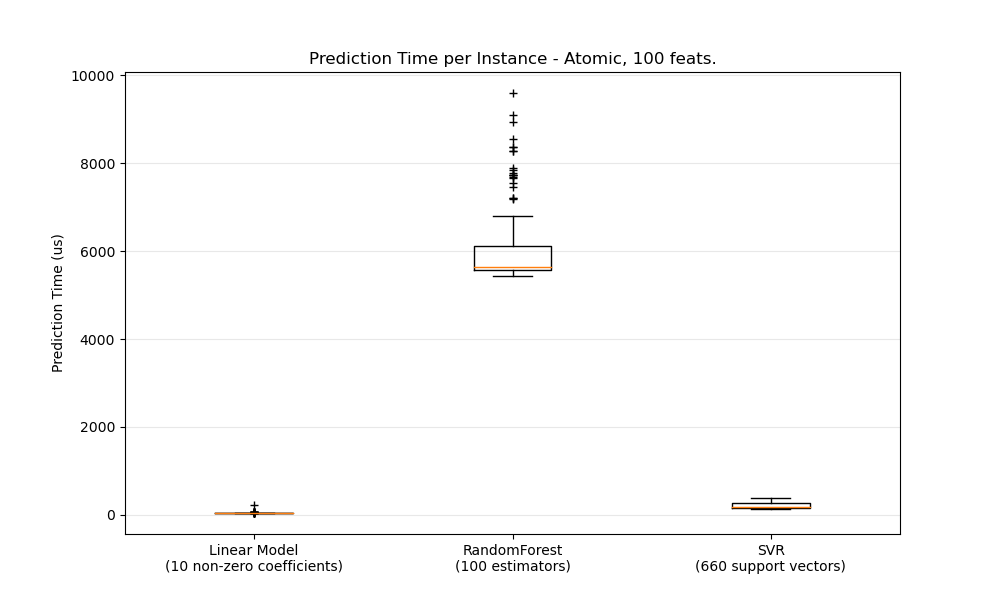 Prediction Time per Instance - Atomic, 100 feats.
Prediction Time (us)
10000
8000
6000
4000
2000
0
Linear Model
(10 non-zero coefficients)
RandomForest
(100 estimators)
SVR
(660 support vectors)